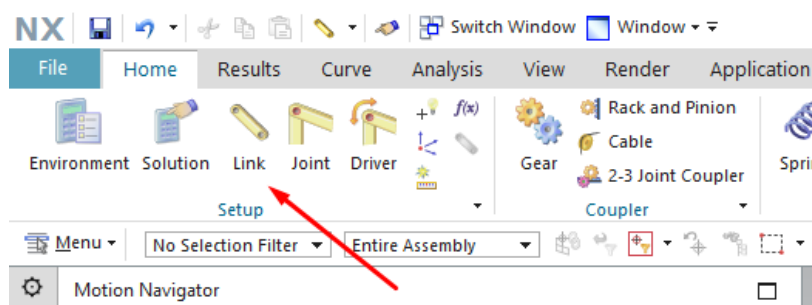 NX Switch Window Window
File Home Results Curve Analysis View Render Application
f(x) Rack and Pinion
Cable
Environment Solution Link Joint Driver Gear 2-3 Joint Coupler
Setup Coupler
Menu No Selection Filter Entire Assembly
Motion Navigator